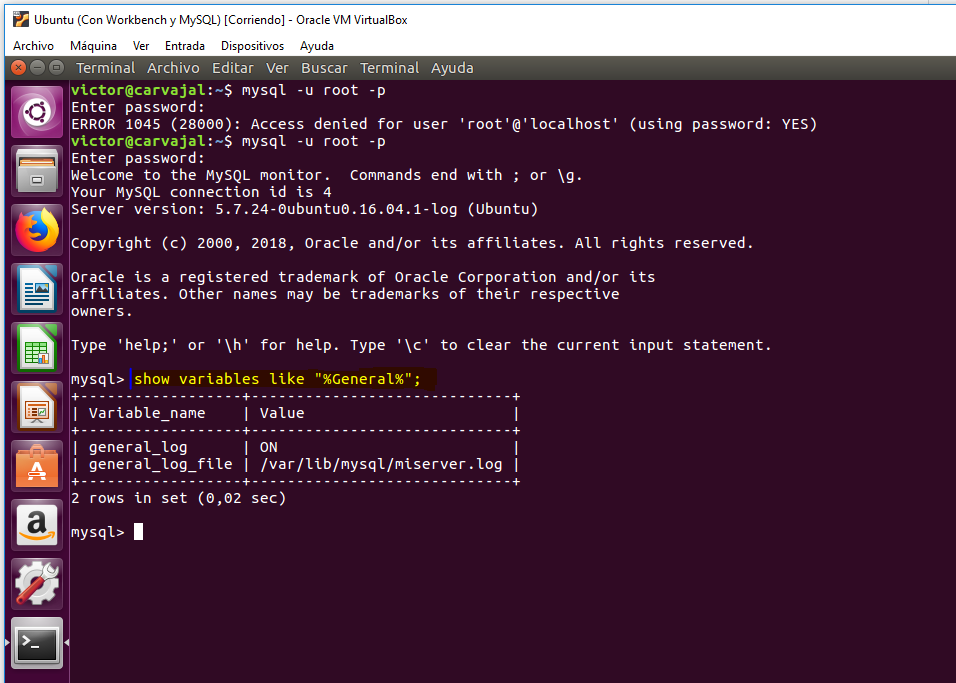 Ubuntu (Con Workbench y MySQL) [Corriendo] - Oracle VM VirtualBox
Archivo Máquina Ver Entrada Dispositivos Ayuda
Terminal Archivo Editar Ver Buscar Terminal Ayuda
victor@carvajal:~$ mysql -u root -p
Enter password:
ERROR 1045 (28000): Access denied for user 'root'@'localhost' (using password: YES)
victor@carvajal:~$ mysql -u root -p
Enter password:
Welcome to the MySQL monitor.  Commands end with ; or \g.
Your MySQL connection id is 4
Server version: 5.7.24-0ubuntu0.16.04.1-log (Ubuntu)
Copyright (c) 2000, 2018, Oracle and/or its affiliates. All rights reserved.
Oracle is a registered trademark of Oracle Corporation and/or its
affiliates. Other names may be trademarks of their respective
owners.
Type 'help;' or '\h' for help. Type '\c' to clear the current input statement.
mysql> show variables like "%General%";
+------------------+-----------------------------+
| Variable_name    | Value                       |
+------------------+-----------------------------+
| general_log      | ON                          |
| general_log_file | /var/lib/mysql/miserver.log |
+------------------+-----------------------------+
2 rows in set (0,02 sec)
mysql>